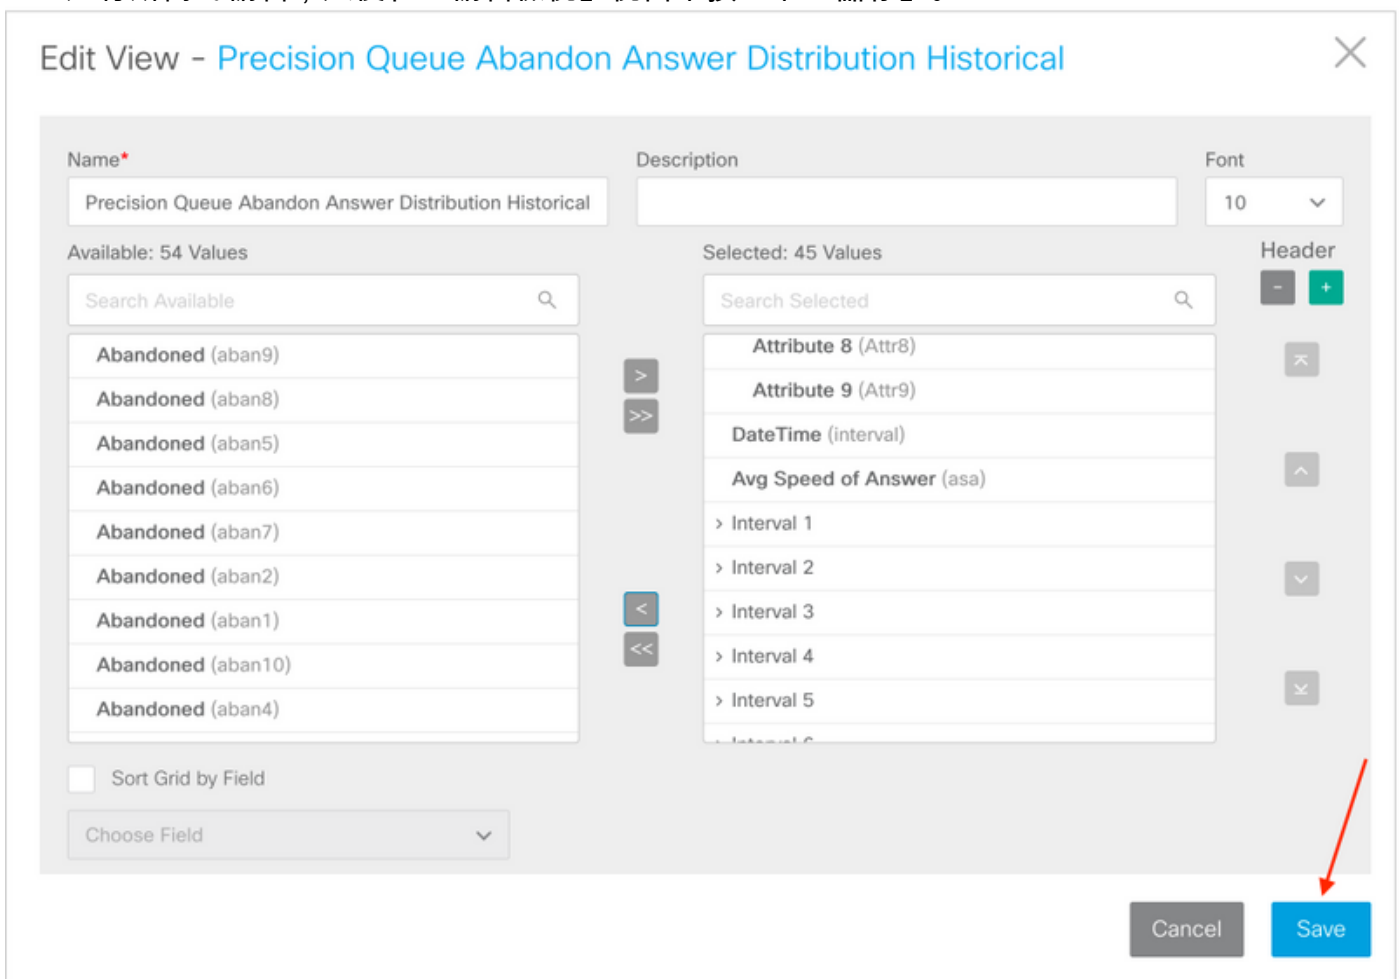 Edit View - Precision Queue Abandon Answer Distribution Historical
Name*
Description
Font
Precision Queue Abandon Answer Distribution Historical
10
Available: 54 Values
Selected: 45 Values
Header
Search Available
Search Selected
-
+
Abandoned (aban9)
Abandoned (aban8)
Abandoned (aban5)
Abandoned (aban6)
Abandoned (aban7)
Abandoned (aban2)
Abandoned (aban1)
Abandoned (aban10)
Abandoned (aban4)
>
>>
<
<<
Attribute 8 (Attr8)
Attribute 9 (Attr9)
DateTime (interval)
Avg Speed of Answer (asa)
> Interval 1
> Interval 2
> Interval 3
> Interval 4
> Interval 5
Sort Grid by Field
Choose Field
Cancel
Save